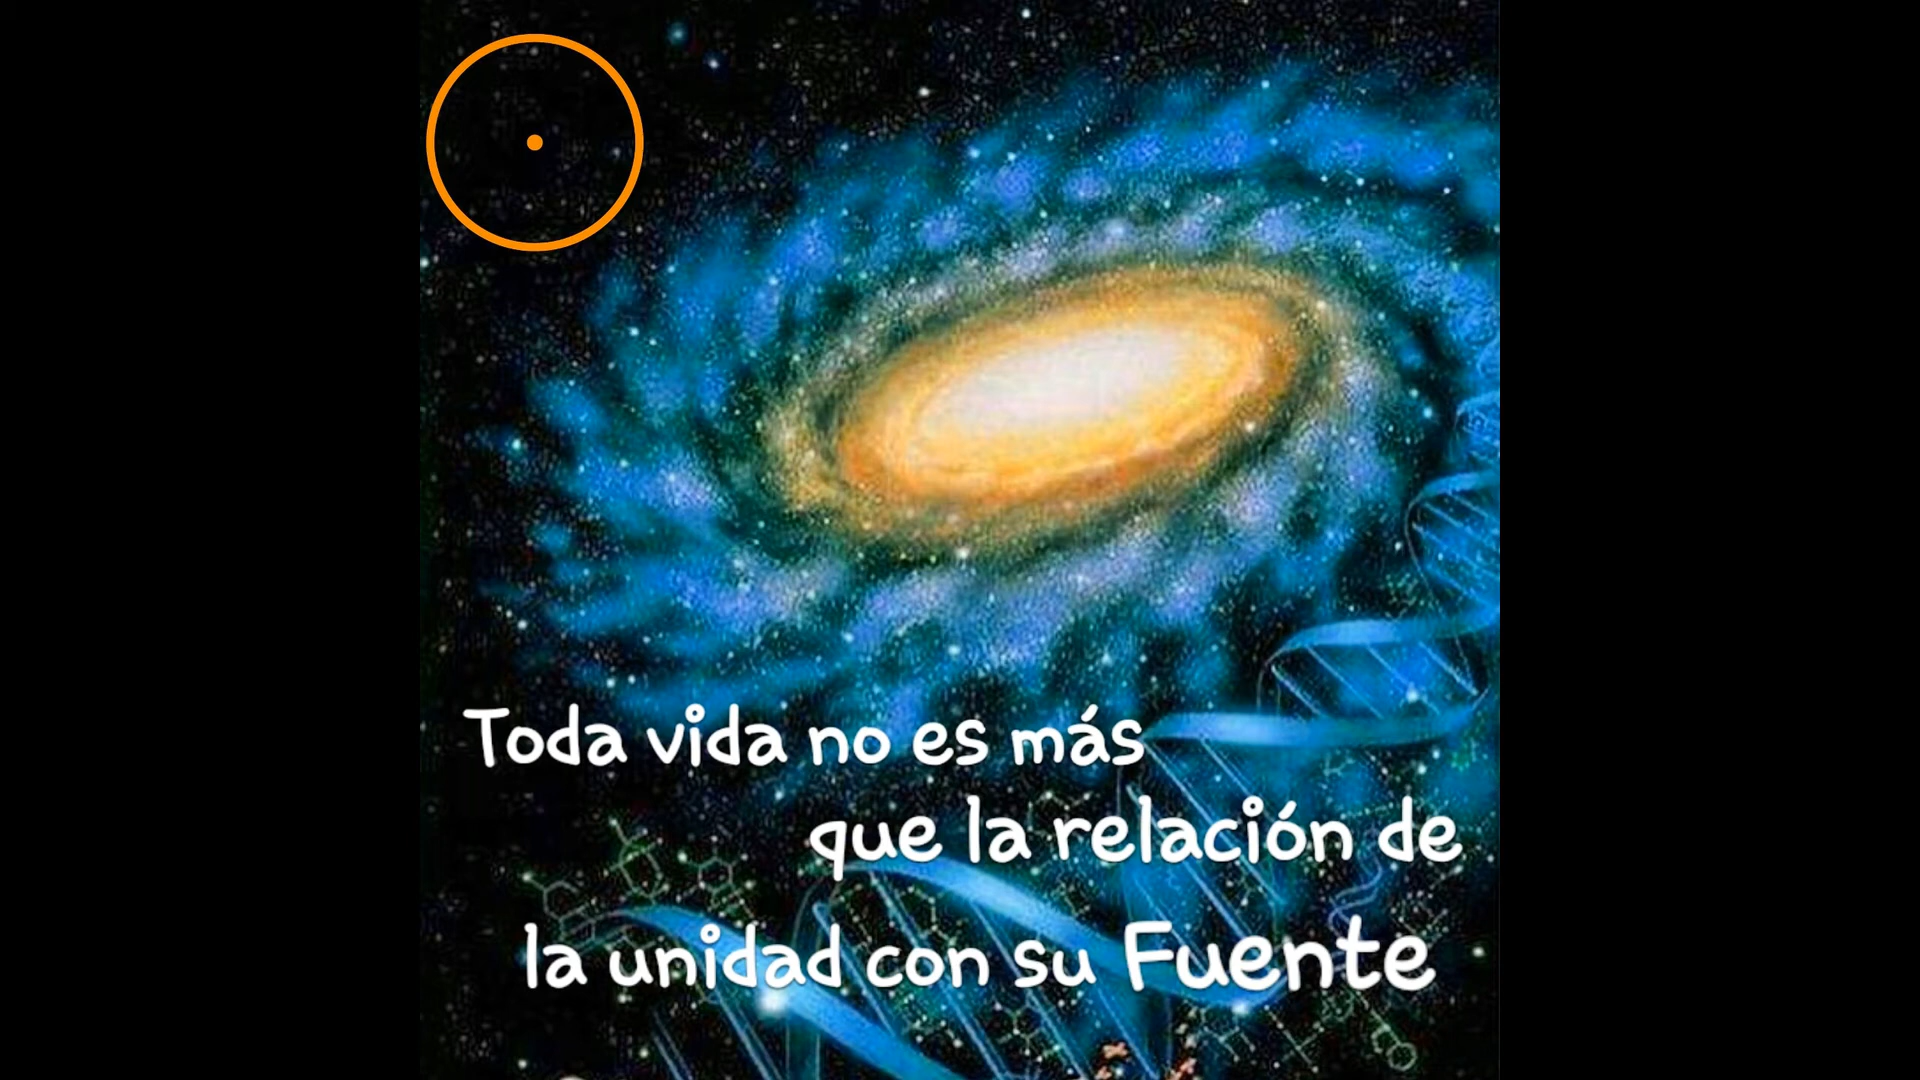 Toda vida no es más
que la relación de
la unidad con su Fuente